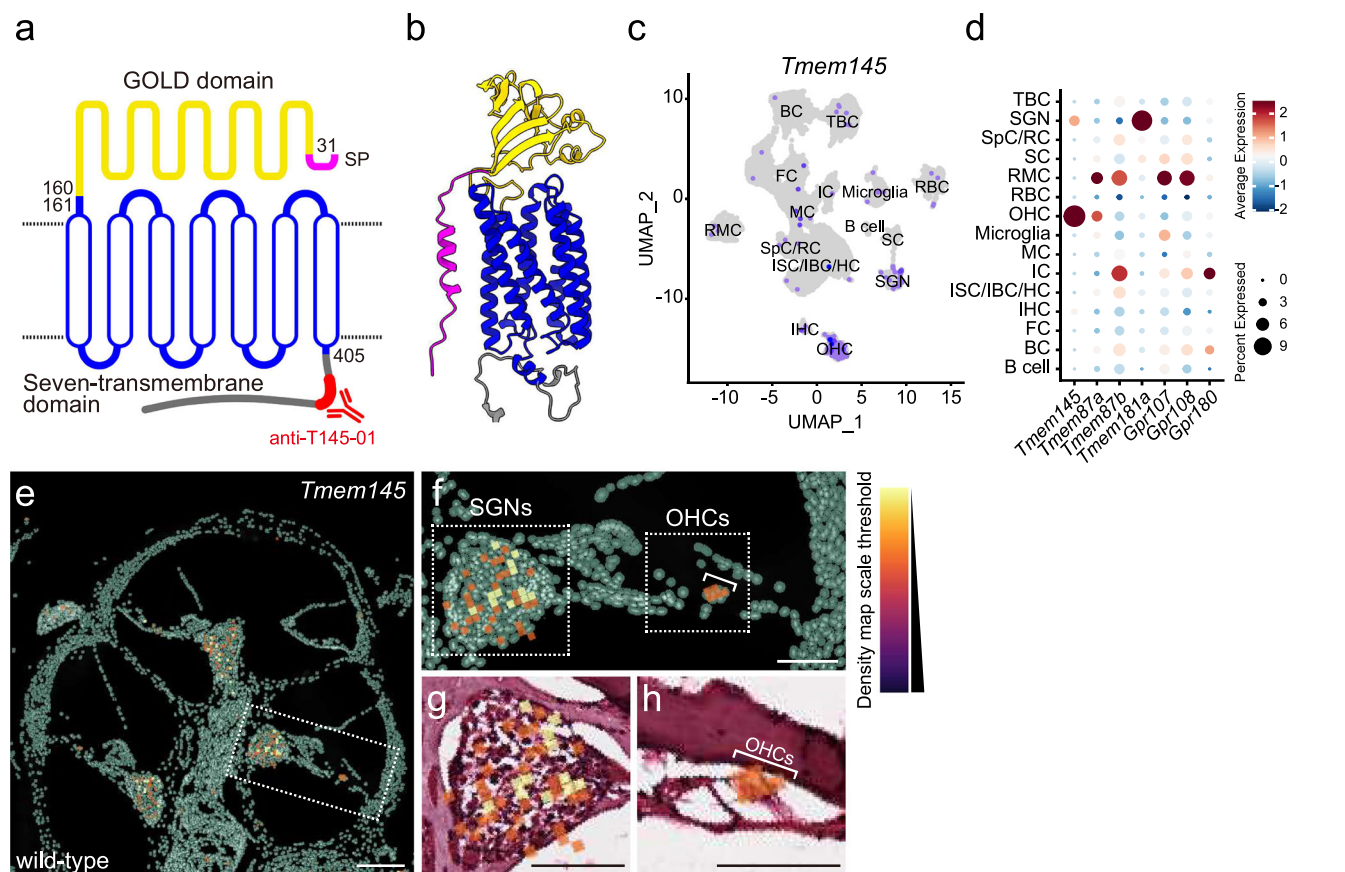 a
GOLD domain
31
SP
160
161
405
Seven-transmembrane
domain
anti-T145-01
b
c
Tmem145
10
0
-10
UMAP_2
BC
TBC
FC
IC
Microglia
RBC
MC
B cell
RMC
SC
SpC/RC
ISC/IBC/HC
SGN
IHC
OHC
-10
-5
0
5
10
15
UMAP_1
d
TBC
SGN
SpC/RC
SC
RMC
RBC
OHC
Microglia
MC
IC
ISC/IBC/HC
IHC
FC
BC
B cell
Tmem145
Tmem87a
Tmem87b
Tmem181a
Gpr107
Gpr108
Gpr180
Average Expression
2
1
0
-1
-2
Percent Expressed
0
3
6
9
e
Tmem145
wild-type
f
SGNs
OHCs
Density map scale threshold
g
h
OHCs